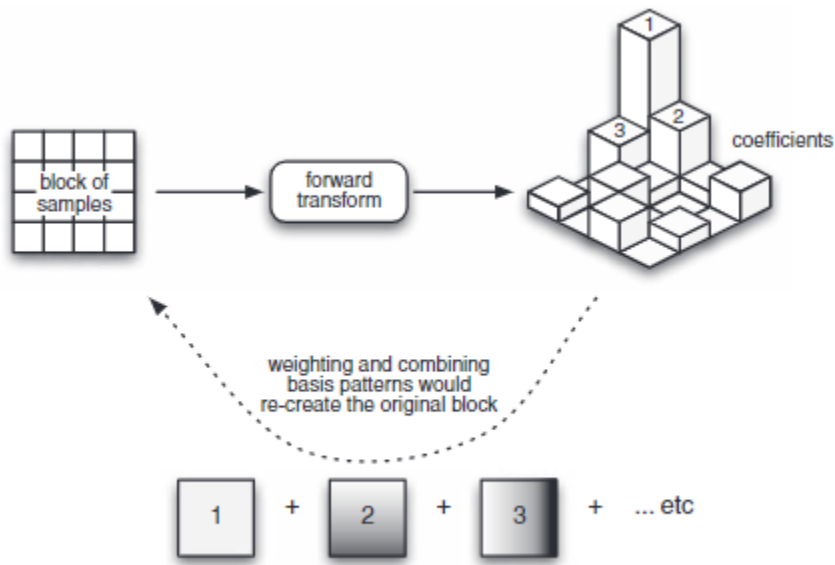 1
2
3
coefficients
block of
samples
forward
transform
weighting and combining
basis patterns would
re-create the original block
1 + 2 + 3 + ... etc